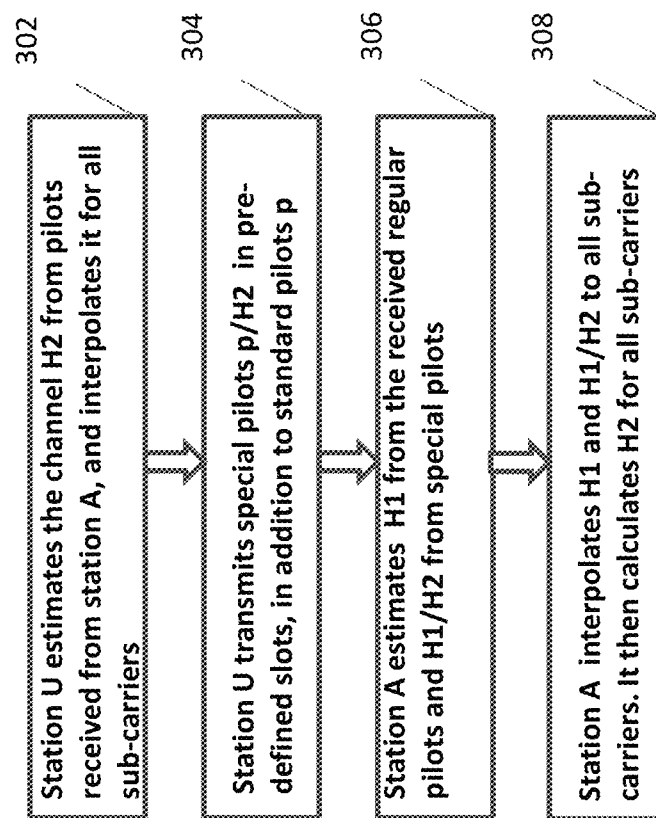 302
Station U estimates the channel H2 from pilots
received from station A, and interpolates it for all
sub-carriers
304
Station U transmits special pilots p/H2 in pre-
defined slots, in addition to standard pilots p
306
Station A estimates H1 from the received regular
pilots and H1/H2 from special pilots
308
Station A interpolates H1 and H1/H2 to all sub-
carriers. It then calculates H2 for all sub-carriers